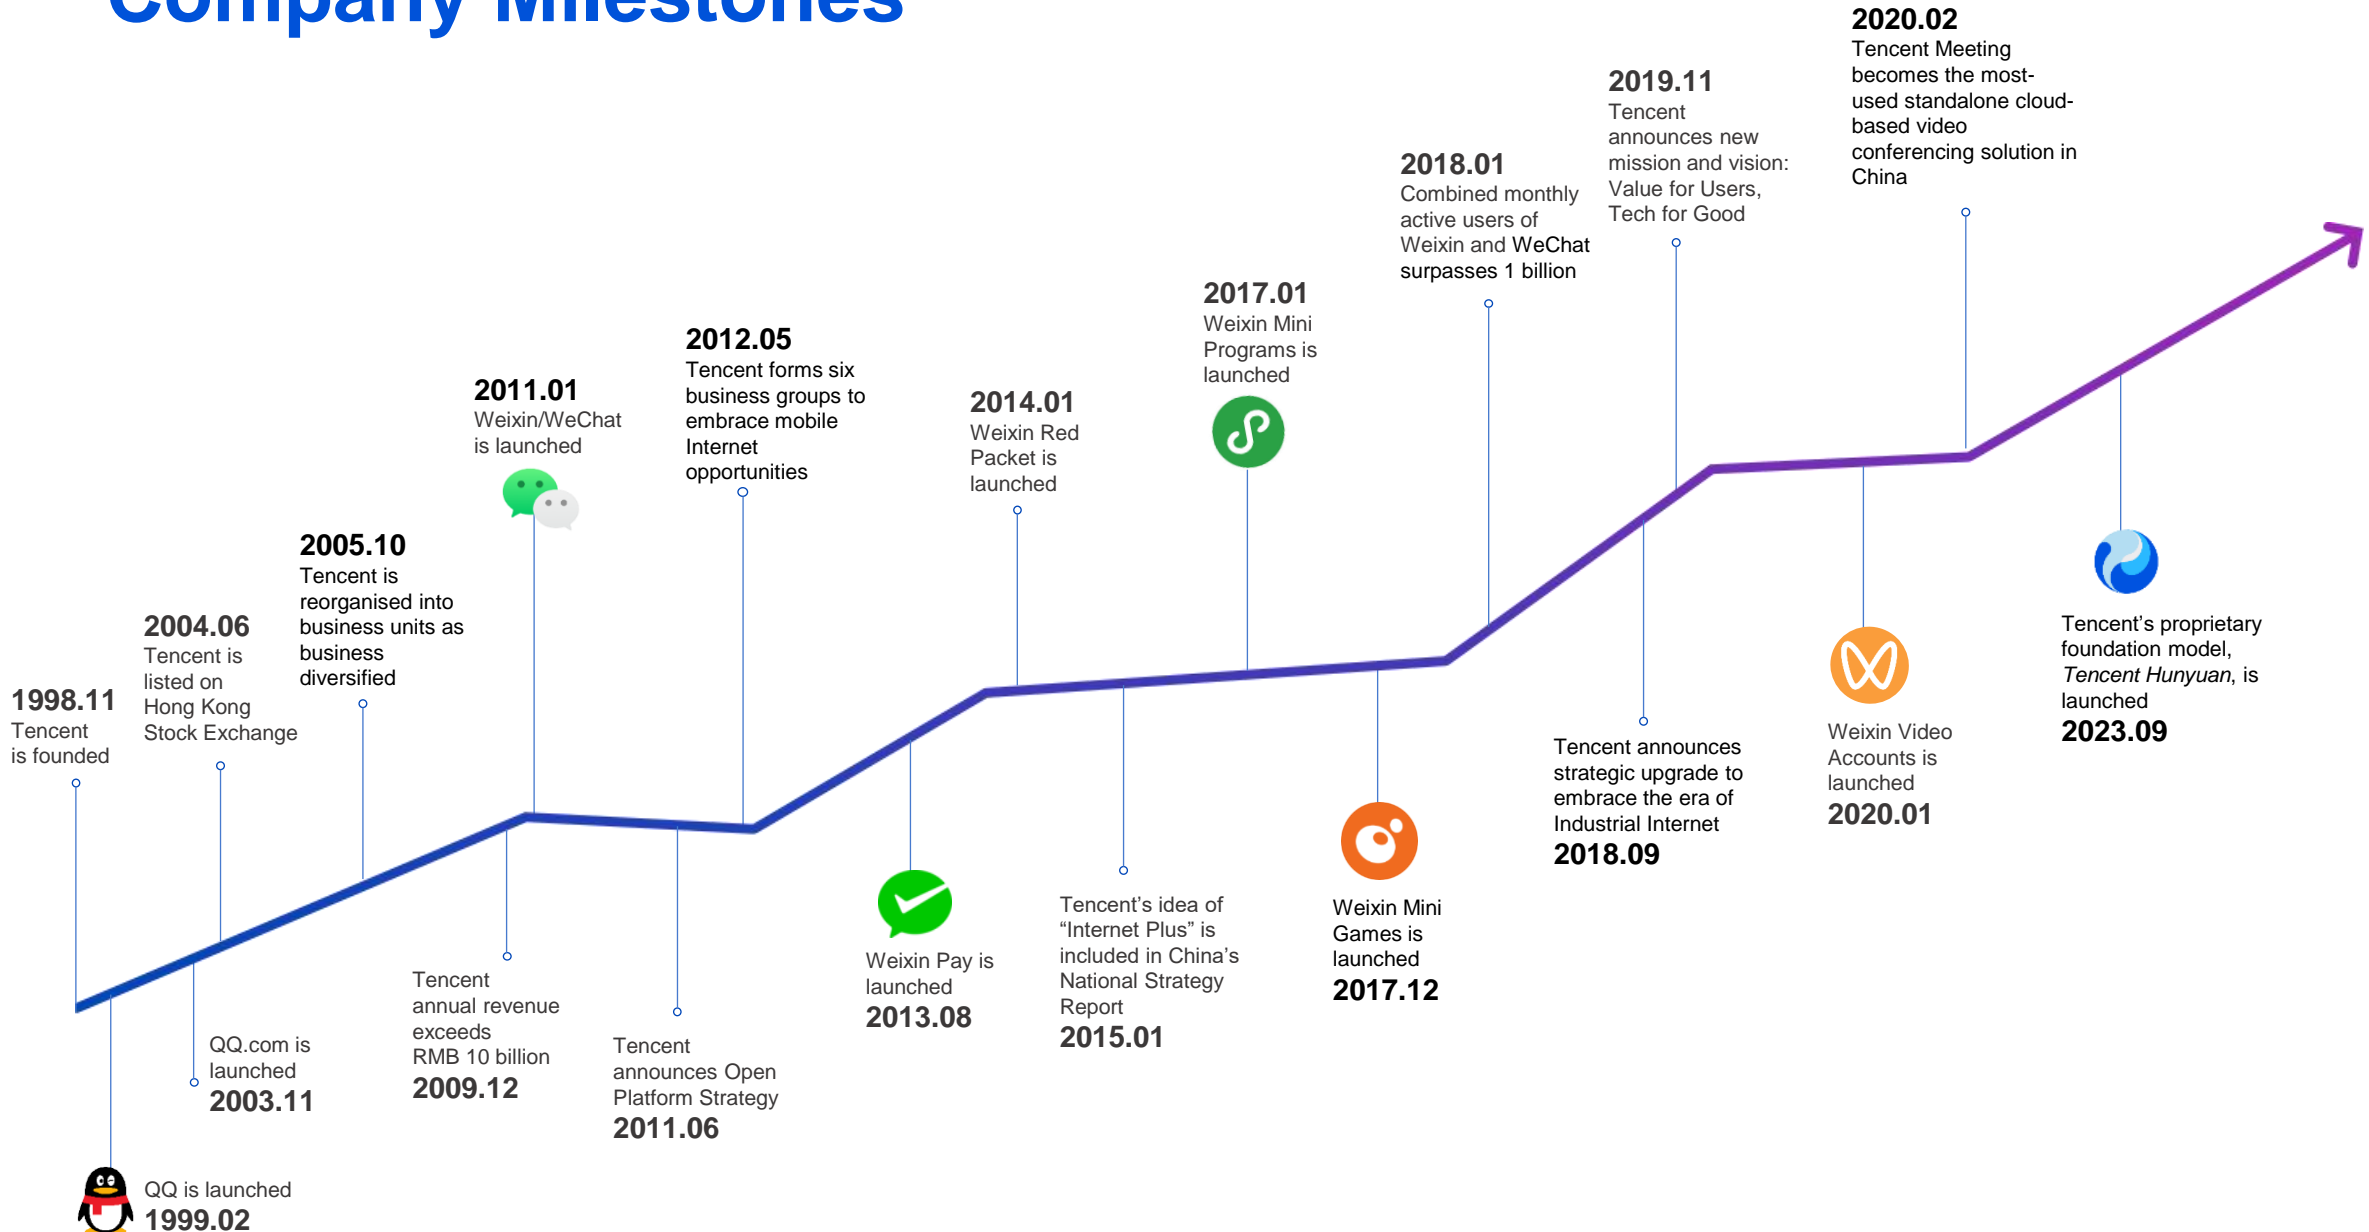 Company Milestones
1998.11
Tencent
is founded
QQ is launched
1999.02
QQ.com is
launched
2003.11
2004.06
Tencent is
listed on
Hong Kong
Stock Exchange
2005.10
Tencent is
reorganised into
business units as
business
diversified
Tencent
annual revenue
exceeds
RMB 10 billion
2009.12
2011.01
Weixin/WeChat
is launched
Tencent
announces Open
Platform Strategy
2011.06
2012.05
Tencent forms six
business groups to
embrace mobile
Internet
opportunities
Weixin Pay is
launched
2013.08
2014.01
Weixin Red
Packet is
launched
Tencent’s idea of
“Internet Plus” is
included in China’s
National Strategy
Report
2015.01
2017.01
Weixin Mini
Programs is
launched
Weixin Mini
Games is
launched
2017.12
2018.01
Combined monthly
active users of
Weixin and WeChat
surpasses 1 billion
Tencent announces
strategic upgrade to
embrace the era of
Industrial Internet
2018.09
2019.11
Tencent
announces new
mission and vision:
Value for Users,
Tech for Good
Weixin Video
Accounts is
launched
2020.01
2020.02
Tencent Meeting
becomes the most-
used standalone cloud-
based video
conferencing solution in
China
Tencent’s proprietary
foundation model,
Tencent Hunyuan, is
launched
2023.09